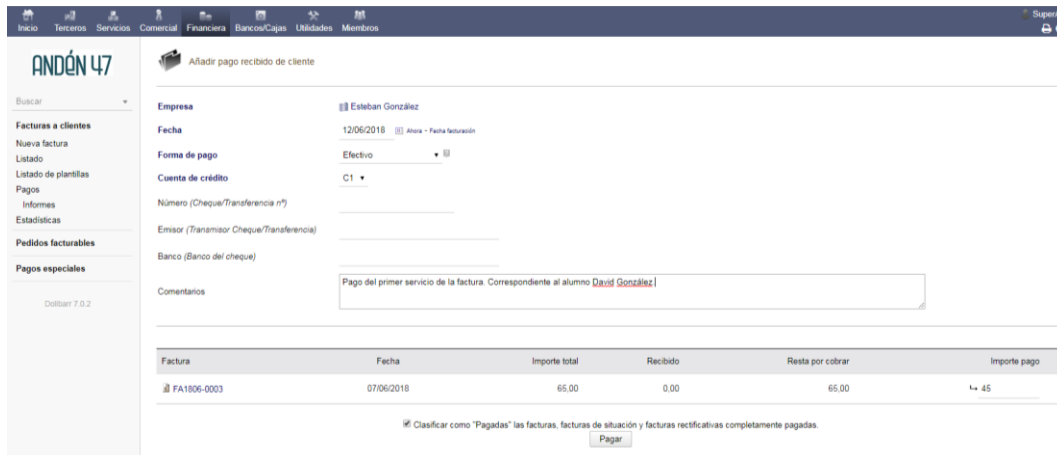 Inicio Terceros Servicios Comercial Financiera Bancos/Cajas Utilidades Miembros
ANDÉN 47
Añadir pago recibido de cliente
Buscar
Empresa Esteban González
Facturas a clientes
Fecha 12/06/2018 Ahora - Fecha facturación
Nueva factura
Listado
Forma de pago Efectivo
Listado de plantillas
Cuenta de crédito C1
Pagos
Informes
Número (Cheque/Transferencia nº)
Estadísticas
Emisor (Transmisor Cheque/Transferencia)
Pedidos facturables
Banco (Banco del cheque)
Pagos especiales
Comentarios Pago del primer servicio de la factura. Correspondiente al alumno David González
Dolibarr 7.0.2
Factura Fecha Importe total Recibido Resta por cobrar Importe pago
FA1806-0003 07/06/2018 65,00 0,00 65,00 45
Clasificar como "Pagadas" las facturas, facturas de situación y facturas rectificativas completamente pagadas.
Pagar